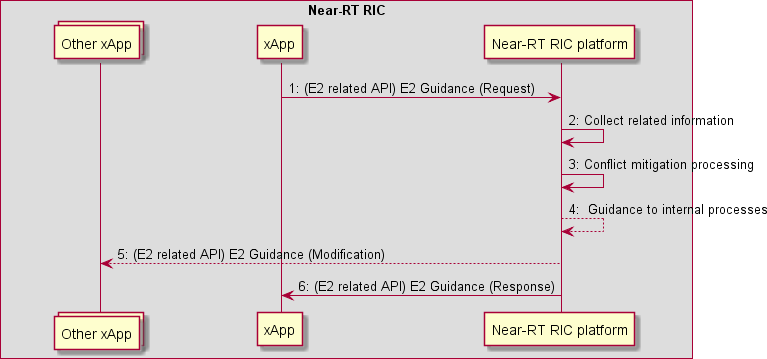 Near-RT RIC
Other xApp
xApp
Near-RT RIC platform
1: (E2 related API) E2 Guidance (Request)
2: Collect related information
3: Conflict mitigation processing
4: Guidance to internal processes
5: (E2 related API) E2 Guidance (Modification)
6: (E2 related API) E2 Guidance (Response)
Other xApp
xApp
Near-RT RIC platform